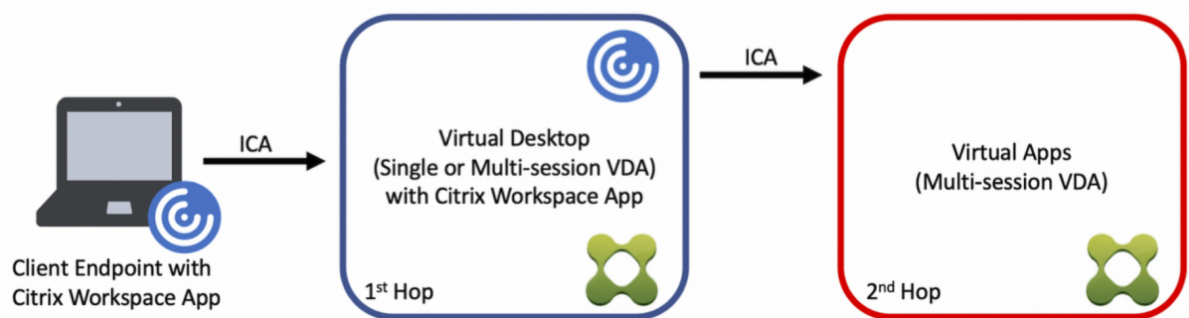 Client Endpoint with
Citrix Workspace App
ICA
Virtual Desktop
(Single or Multi-session VDA)
with Citrix Workspace App
1st Hop
ICA
Virtual Apps
(Multi-session VDA)
2nd Hop